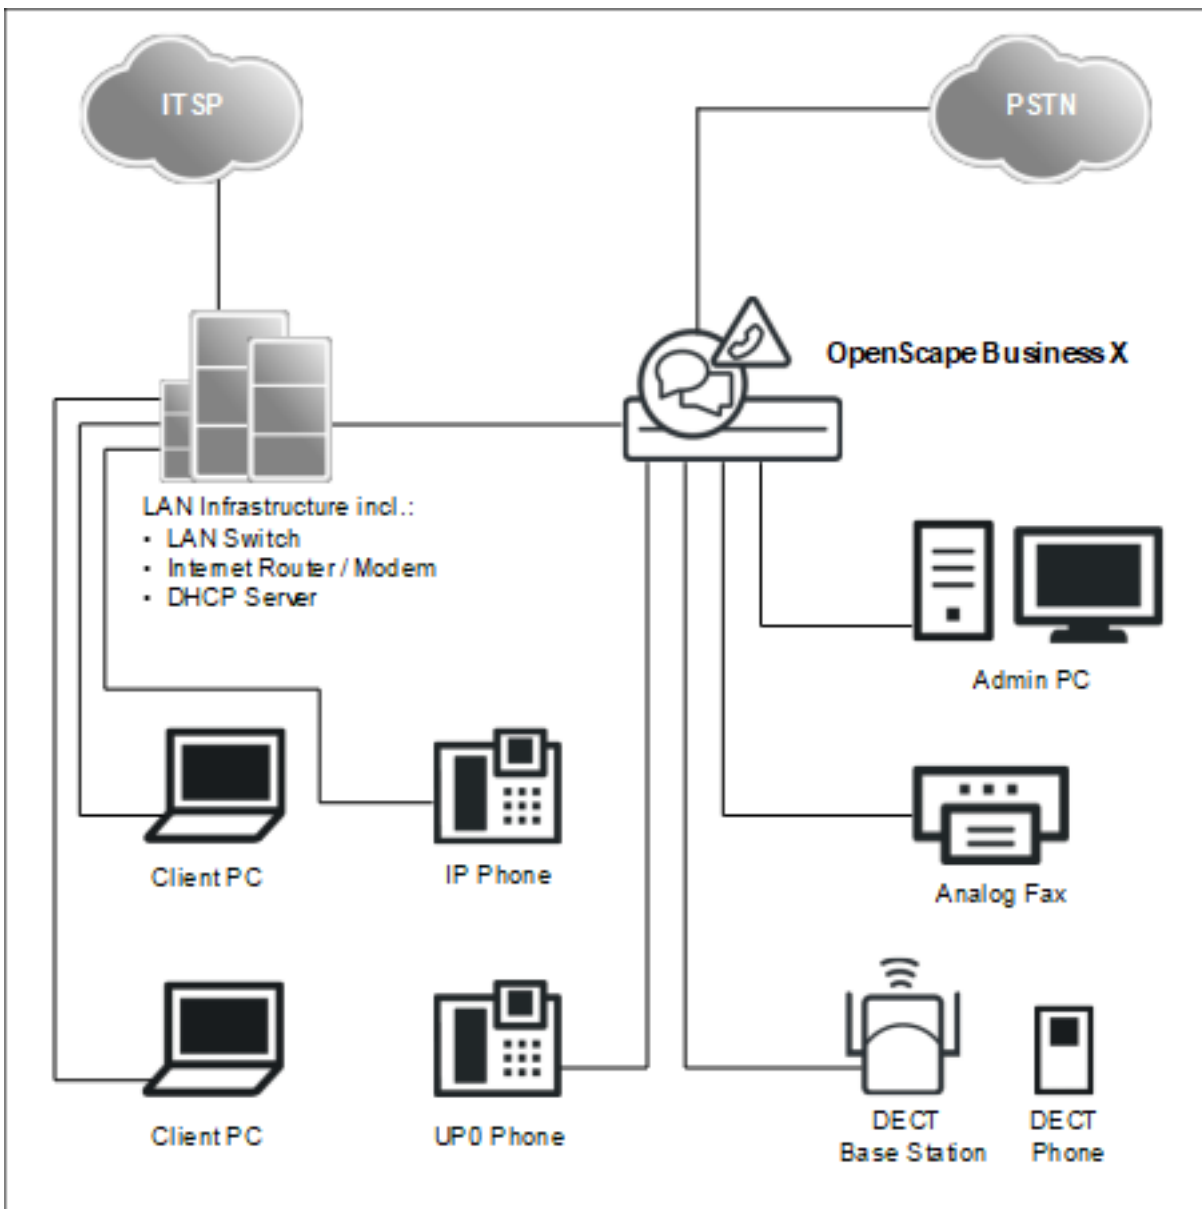 ITSP
PSTN
OpenScape Business X
LAN Infrastructure incl.:
• LAN Switch
• Internet Router / Modem
• DHCP Server
Admin PC
Client PC
IP Phone
Analog Fax
Client PC
UP0 Phone
DECT
Base Station
DECT
Phone